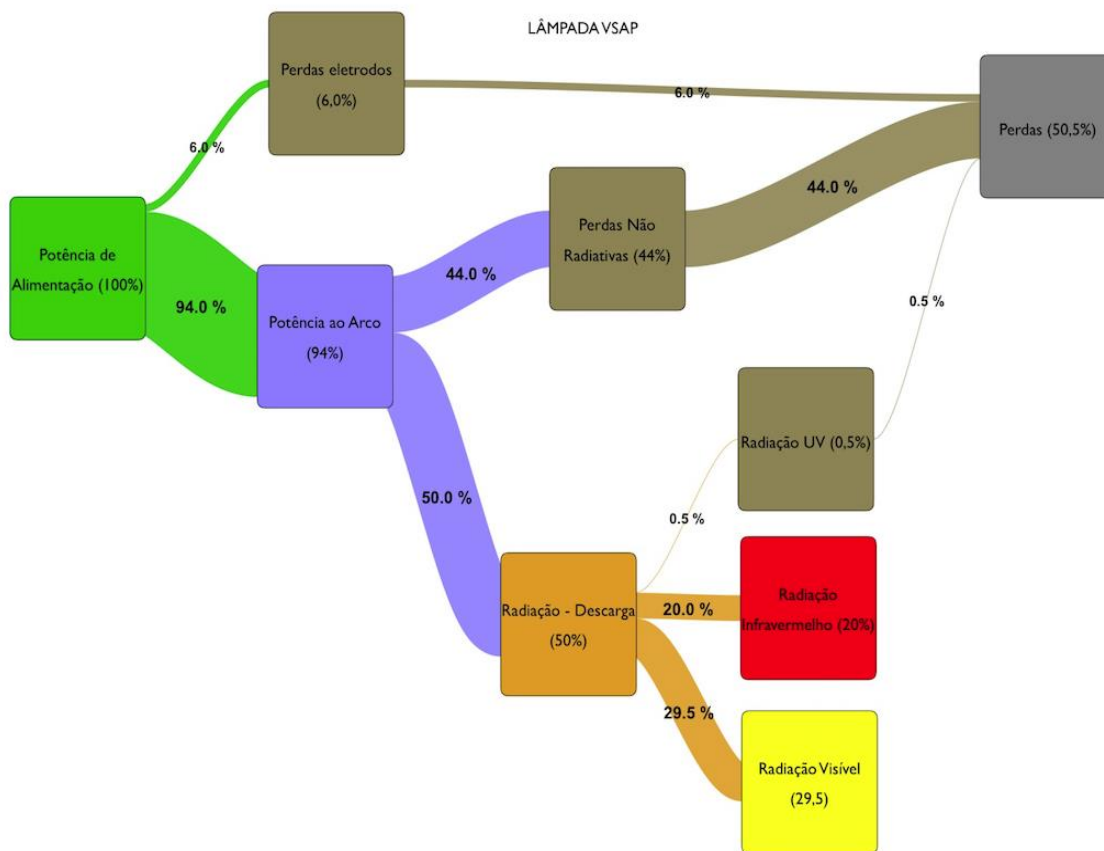 LÂMPADA VSAP
Perdas eletrodos
(6,0%)
6.0 %
Perdas (50,5%)
6.0 %
44.0 %
Perdas Não
Radiativas (44%)
Potência de
Alimentação (100%)
94.0 %
44.0 %
Potência ao Arco
(94%)
0.5 %
Radiação UV (0,5%)
50.0 %
0.5 %
Radiação - Descarga
(50%)
20.0 %
Radiação
Infravermelho (20%)
29.5 %
Radiação Visível
(29,5)